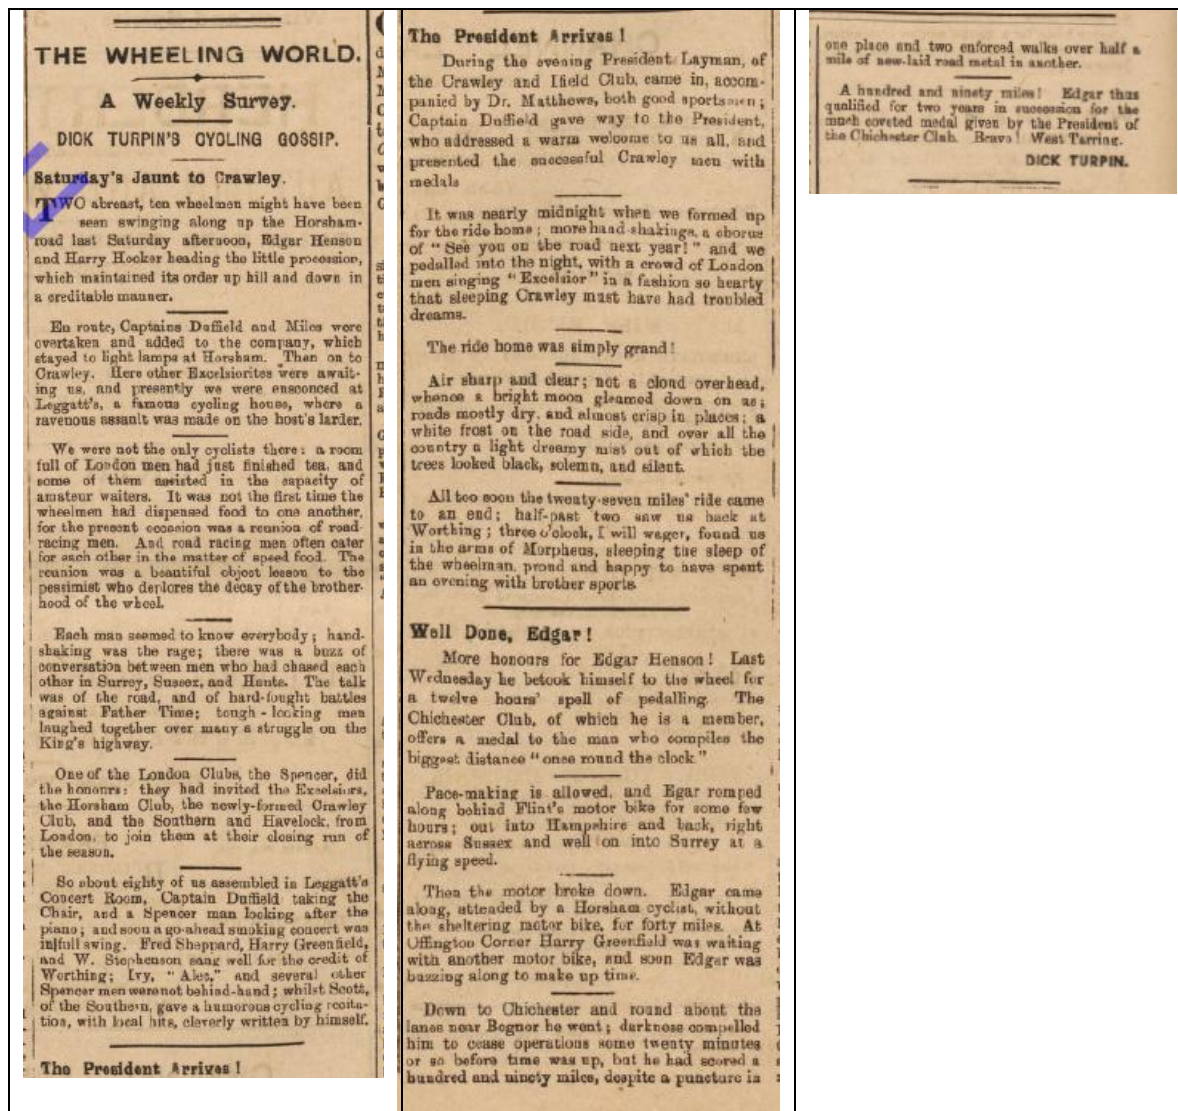 THE WHEELING WORLD.
A Weekly Survey.
DICK TURPIN'S CYCLING GOSSIP.
Saturday's Jaunt to Crawley.
TWO abreast, ten wheelmen might have been
seen swinging along up the Horsham-
road last Saturday afternoon, Edgar Henson
and Harry Hooker heading the little procession,
which maintained its order up hill and down in
a creditable manner.
En route, Captains Duffield and Miles were
overtaken and added to the company, which
stayed to light lamps at Horsham. Then on to
Crawley. Here other Excelsiorites were await-
ing us, and presently we were ensconced at
Leggatt's, a famous cycling house, where a
ravenous assault was made on the host's larder.
We were not the only cyclists there: a room
full of London men had just finished tea, and
some of them assisted in the capacity of
amateur waiters. It was not the first time the
wheelmen had dispensed food to one another,
for the present occasion was a reunion of road-
racing men. And road racing men often cater
for each other in the matter of speed food. The
reunion was a beautiful object lesson to the
pessimist who deplores the decay of the brother-
hood of the wheel.
Each man seemed to know everybody; hand-
shaking was the rage; there was a buzz of
conversation between men who had chased each
other in Surrey, Sussex, and Hants. The talk
was of the road, and of hard-fought battles
against Father Time; tough-looking men
laughed together over many a struggle on the
King's highway.
One of the London Clubs, the Spencer, did
the honours: they had invited the Excelsiors,
the Horsham Club, the newly-formed Crawley
Club, and the Southern and Havelock, from
London, to join them at their closing run of
the season.
So about eighty of us assembled in Leggatt's
Concert Room, Captain Duffield taking the
Chair, and a Spencer man looking after the
piano; and soon a go-ahead smoking concert was
in full swing. Fred Sheppard, Harry Greenfield,
and W. Stephenson sang well for the credit of
Worthing; Ivy, "Alec," and several other
Spencer men were not behind-hand; whilst Scott,
of the Southern, gave a humorous cycling recita-
tion, with local hits, cleverly written by himself.
The President Arrives!
The President Arrives!
During the evening President Layman, of
the Crawley and Ifield Club, came in, accom-
panied by Dr. Matthews, both good sportsmen;
Captain Duffield gave way to the President,
who addressed a warm welcome to us all, and
presented the successful Crawley men with
medals
It was nearly midnight when we formed up
for the ride home; more hand-shakings, a chorus
of "See you on the road next year!" and we
pedalled into the night, with a crowd of London
men singing "Excelsior" in a fashion so hearty
that sleeping Crawley must have had troubled
dreams.
The ride home was simply grand!
Air sharp and clear; not a cloud overhead,
whence a bright moon gleamed down on us;
roads mostly dry, and almost crisp in places; a
white frost on the road side, and over all the
country a light dreamy mist out of which the
trees looked black, solemn, and silent.
All too soon the twenty-seven miles' ride came
to an end; half-past two saw us back at
Worthing; three o'clock, I will wager, found us
in the arms of Morpheus, sleeping the sleep of
the wheelman, proud and happy to have spent
an evening with brother sports.
Well Done, Edgar!
More honours for Edgar Henson! Last
Wednesday he betook himself to the wheel for
a twelve hours' spell of pedalling. The
Chichester Club, of which he is a member,
offers a medal to the man who compiles the
biggest distance "once round the clock."
Pace-making is allowed, and Egar romped
along behind Flint's motor bike for some few
hours; out into Hampshire and back, right
across Sussex and well on into Surrey at a
flying speed.
Then the motor broke down. Edgar came
along, attended by a Horsham cyclist, without
the sheltering motor bike, for forty miles. At
Offington Corner Harry Greenfield was waiting
with another motor bike, and soon Edgar was
buzzing along to make up time.
Down to Chichester and round about the
lanes near Bognor he went; darkness compelled
him to cease operations some twenty minutes
or so before time was up, but he had scored a
hundred and ninety miles, despite a puncture in
one place and two enforced walks over half a
mile of new-laid road metal in another.
A hundred and ninety miles! Edgar thus
qualified for two years in succession for the
much coveted medal given by the President of
the Chichester Club. Bravo! West Tarring.
DICK TURPIN.